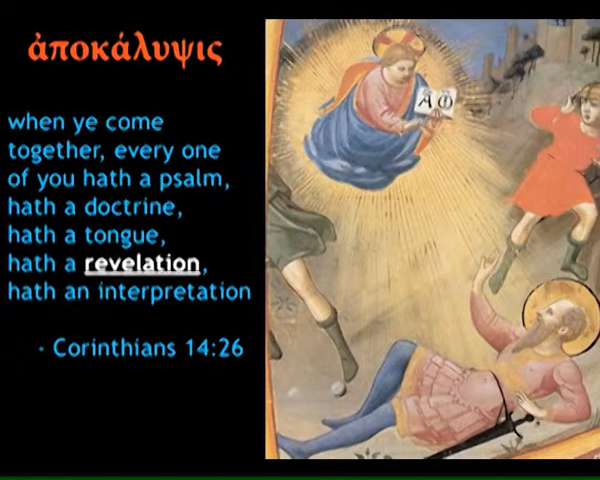 ἀποκάλυψις
when ye come
together, every one
of you hath a psalm,
hath a doctrine,
hath a tongue,
hath a revelation,
hath an interpretation
- Corinthians 14:26
Α Ω